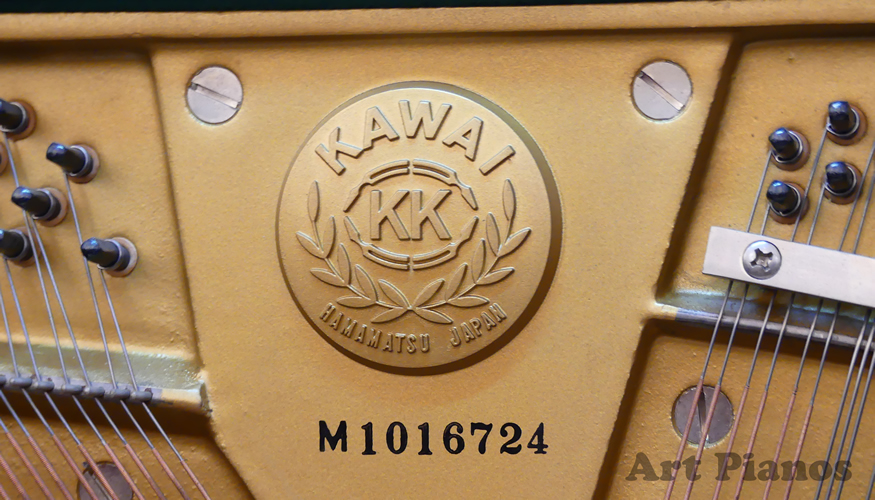 KAWAI
KK
HAMAMATSU JAPAN
M1016724
Art Pianos